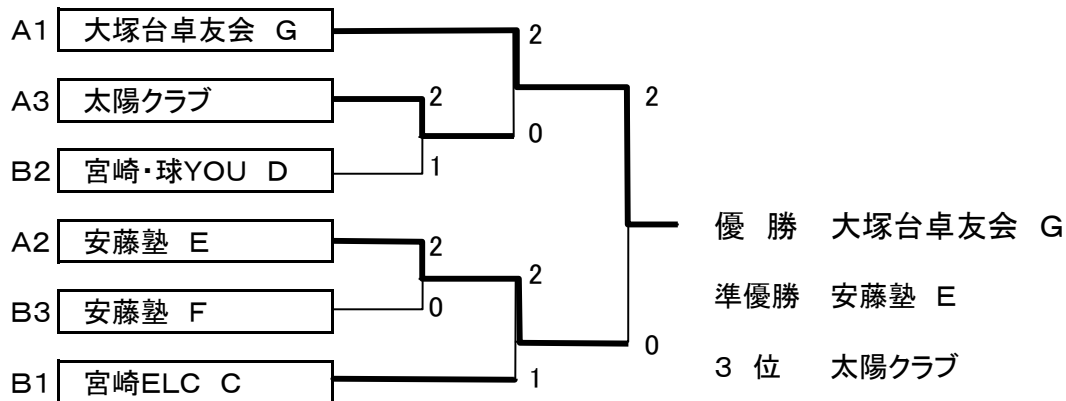 A1 大塚台卓友会 G
2
A3 太陽クラブ
2
2
0
B2 宮崎・球YOU D
1
A2 安藤塾 E
2
優 勝 大塚台卓友会 G
2
準優勝 安藤塾 E
B3 安藤塾 F
0
0
3 位 太陽クラブ
B1 宮崎ELC C
1